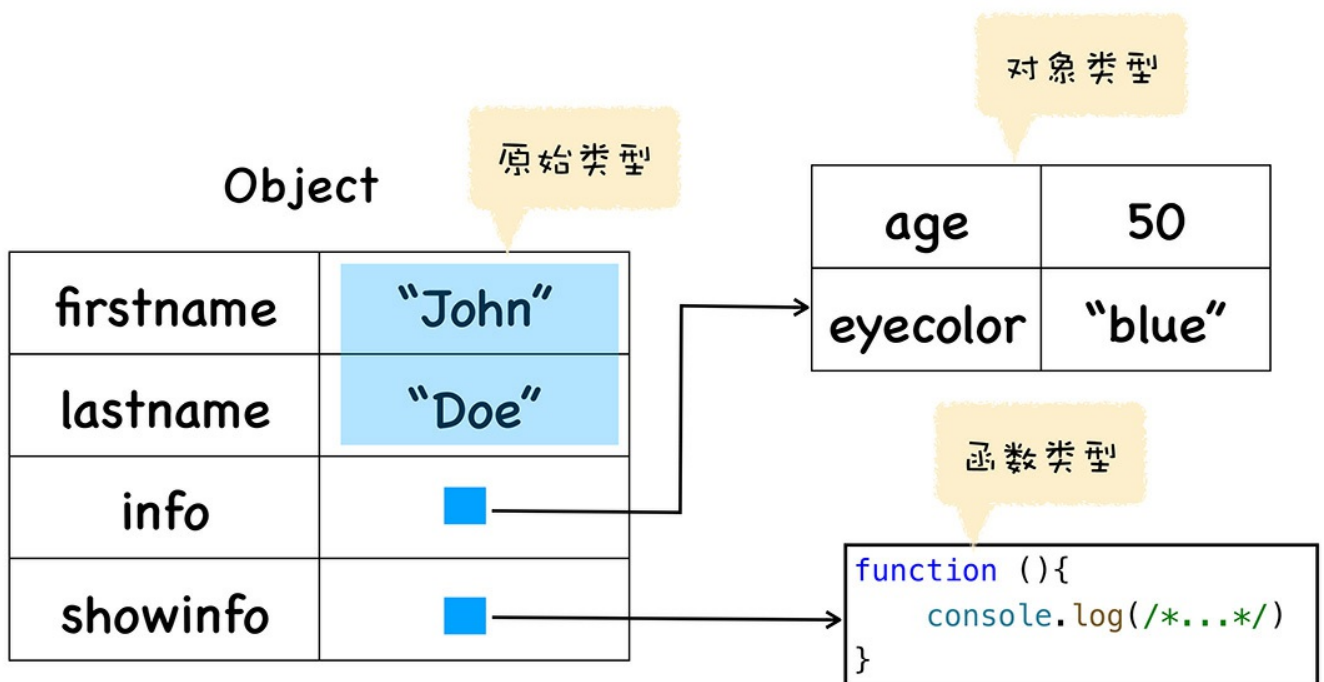 对象类型
原始类型
Object
age 50
firstname “John”
eyecolor “blue”
lastname “Doe”
函数类型
info
function (){
console.log(/*...*/)
showinfo
}